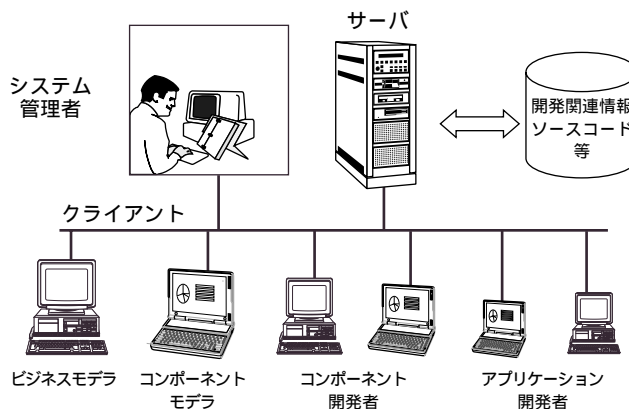 サーバ
システム
管理者
開発関連情報
ソースコード
等
クライアント
ビジネスモデラ
コンポーネント
モデラ
コンポーネント
開発者
アプリケーション
開発者